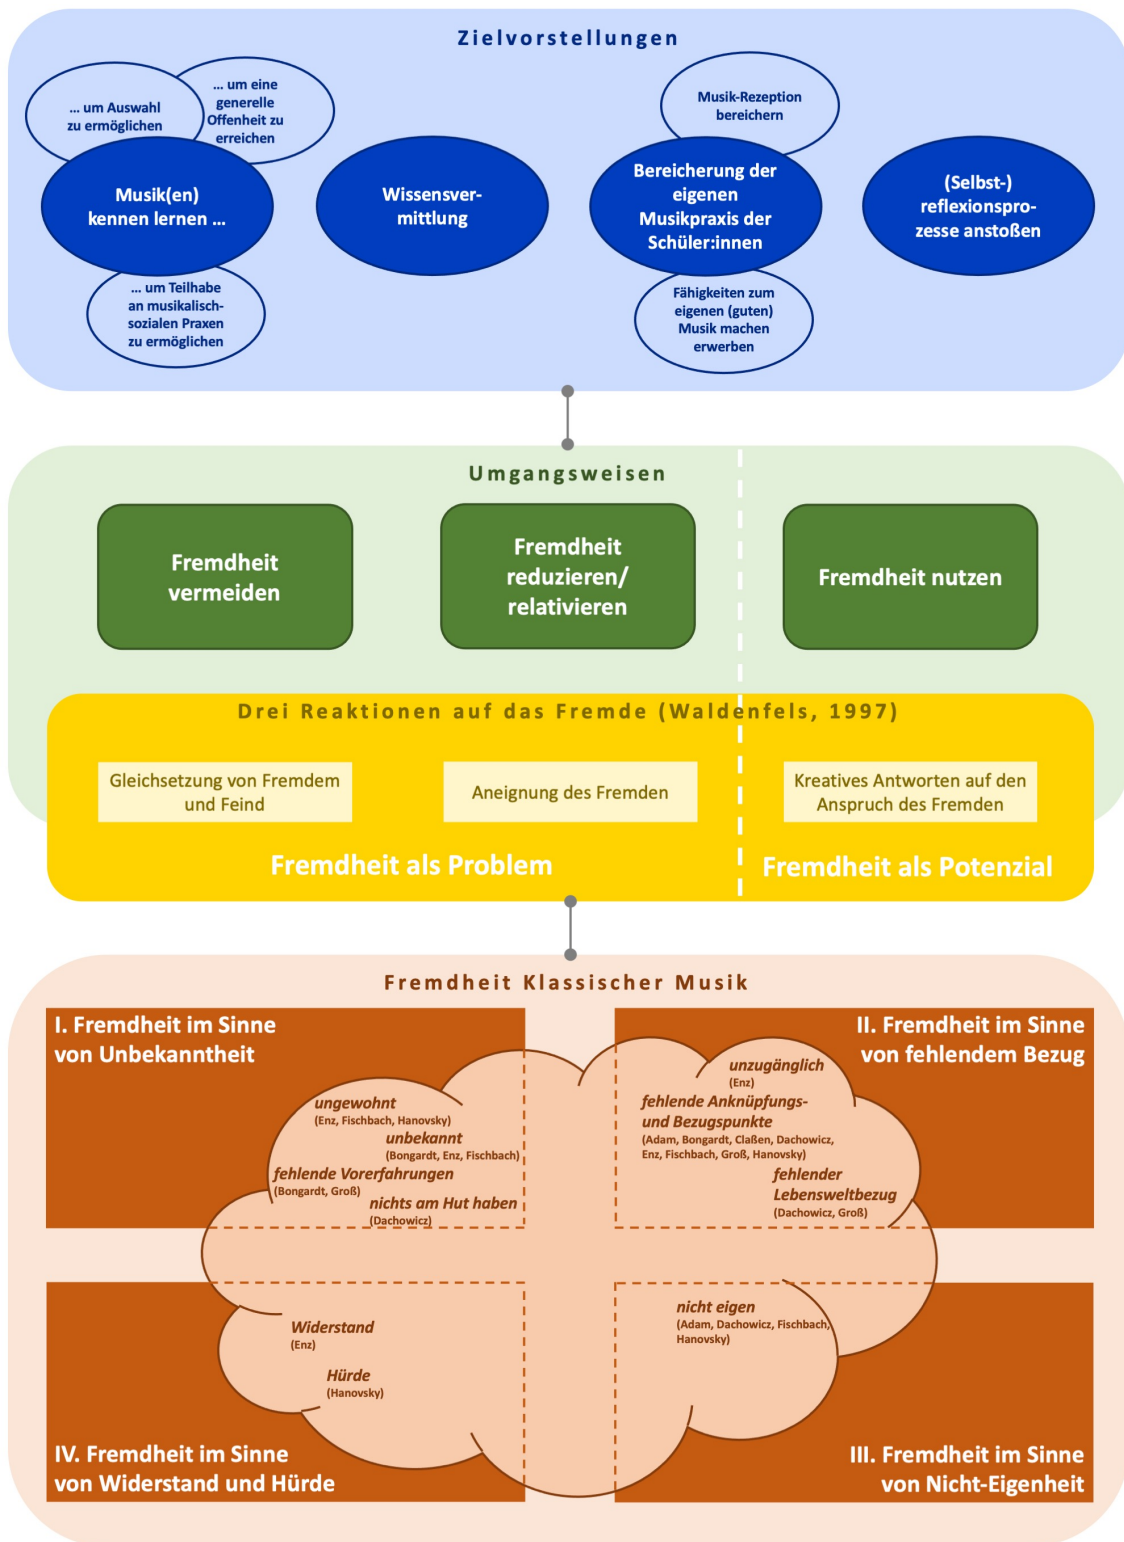 Zielvorstellungen
... um Auswahl
zu ermöglichen
... um eine
generelle
Offenheit zu
erreichen
Musik(en)
kennen lernen ...
... um Teilhabe
an musikalisch-
sozialen Praxen
zu ermöglichen
Wissensver-
mittlung
Musik-Rezeption
bereichern
Bereicherung der
eigenen
Musikpraxis der
Schüler:innen
Fähigkeiten zum
eigenen (guten)
Musik machen
erwerben
(Selbst-)
reflexionspro-
zesse anstoßen
Umgangsweisen
Fremdheit
vermeiden
Fremdheit
reduzieren/
relativieren
Fremdheit nutzen
Drei Reaktionen auf das Fremde (Waldenfels, 1997)
Gleichsetzung von Fremdem
und Feind
Aneignung des Fremden
Kreatives Antworten auf den
Anspruch des Fremden
Fremdheit als Problem
Fremdheit als Potenzial
Fremdheit Klassischer Musik
I. Fremdheit im Sinne
von Unbekanntheit
ungewohnt
(Enz, Fischbach, Hanovsky)
unbekannt
(Bongardt, Enz, Fischbach)
fehlende Vorerfahrungen
(Bongardt, Groß)
nichts am Hut haben
(Dachowicz)
II. Fremdheit im Sinne
von fehlendem Bezug
unzugänglich
(Enz)
fehlende Anknüpfungs-
und Bezugspunkte
(Adam, Bongardt, Claßen, Dachowicz,
Enz, Fischbach, Groß, Hanovsky)
fehlender
Lebensweltbezug
(Dachowicz, Groß)
Widerstand
(Enz)
Hürde
(Hanovsky)
IV. Fremdheit im Sinne
von Widerstand und Hürde
nicht eigen
(Adam, Dachowicz, Fischbach,
Hanovsky)
III. Fremdheit im Sinne
von Nicht-Eigenheit